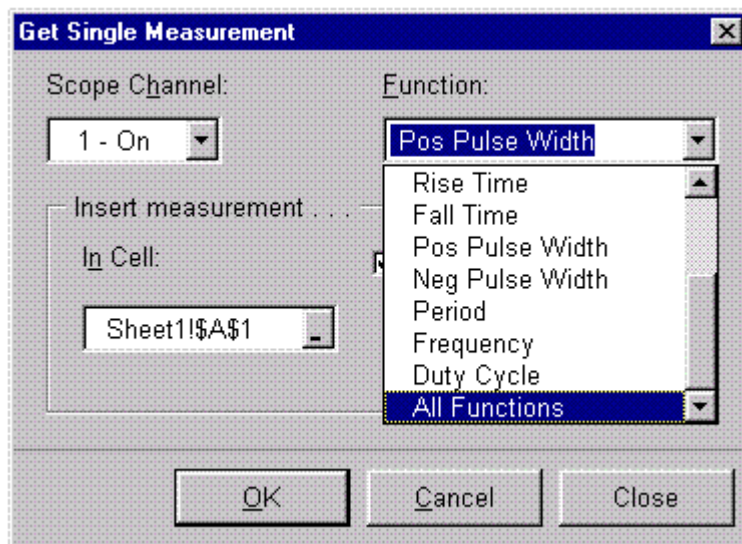 Get Single Measurement
Scope Channel:
Function:
1 - On
Pos Pulse Width
Rise Time
Fall Time
Pos Pulse Width
Neg Pulse Width
Period
Frequency
Duty Cycle
All Functions
Insert measurement . . .
In Cell:
Sheet1!$A$1
OK
Cancel
Close